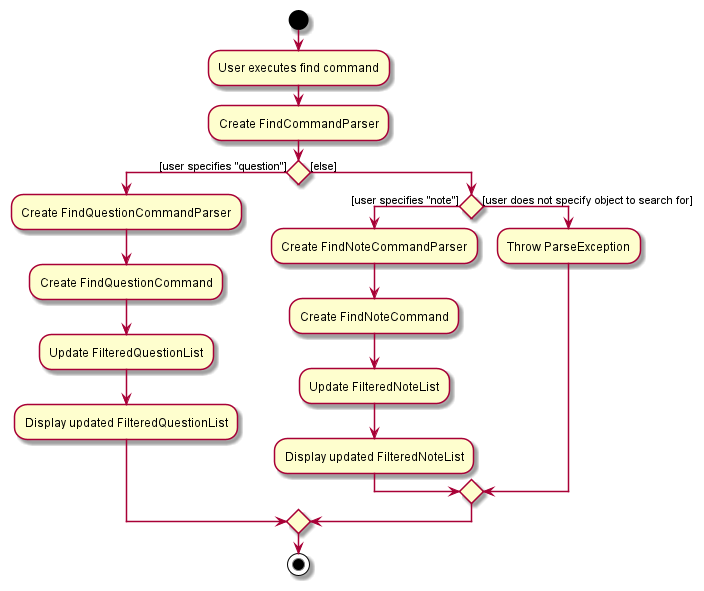 User executes find command
Create FindCommandParser
[user specifies "question"]
[else]
[user specifies "note"]
[user does not specify object to search for]
Create FindQuestionCommandParser
Create FindNoteCommandParser
Throw ParseException
Create FindQuestionCommand
Create FindNoteCommand
Update FilteredQuestionList
Update FilteredNoteList
Display updated FilteredQuestionList
Display updated FilteredNoteList